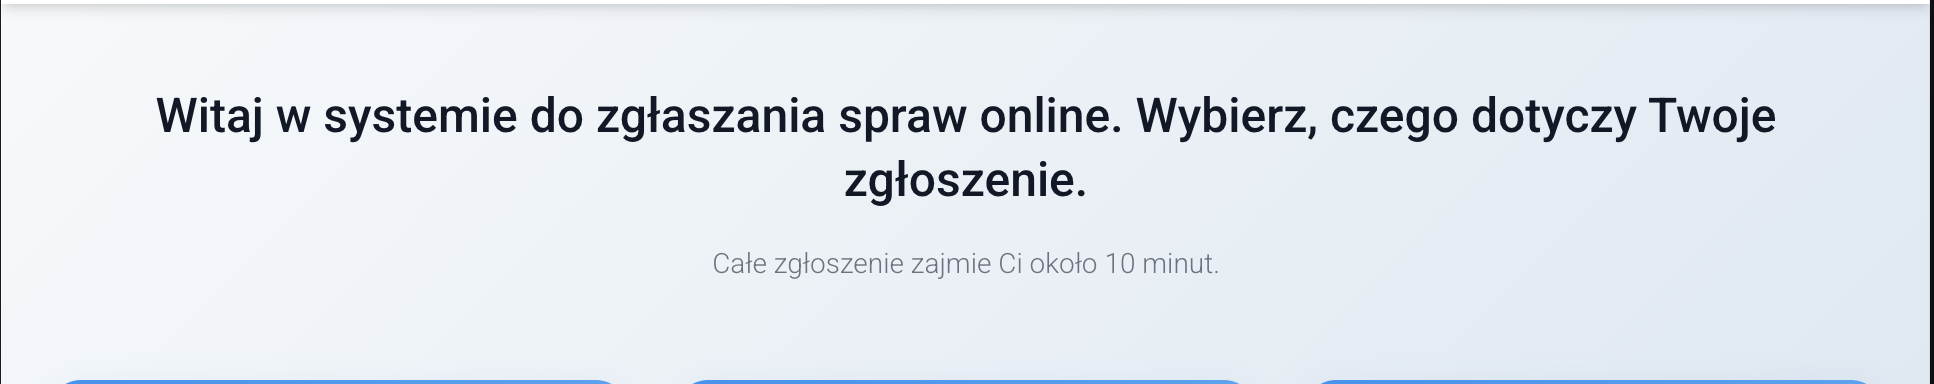 Witaj w systemie do zgłaszania spraw online. Wybierz, czego dotyczy Twoje
zgłoszenie.
Całe zgłoszenie zajmie Ci około 10 minut.